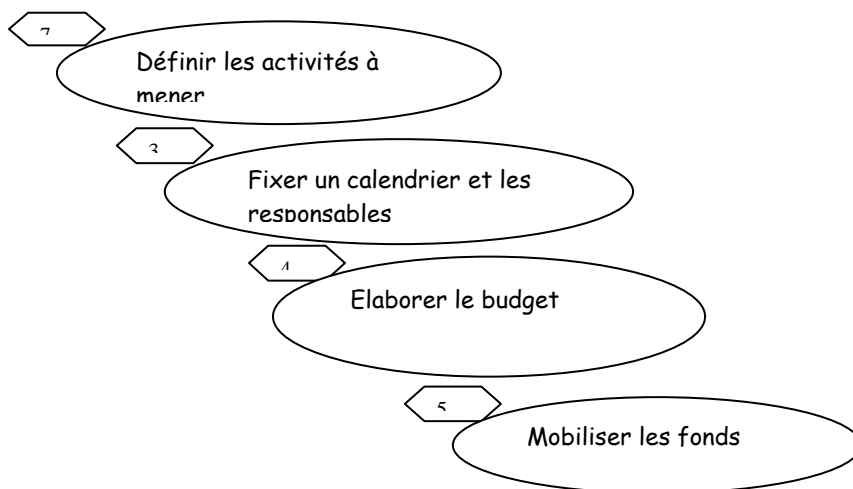 Définir les activités à
mener
3
Fixer un calendrier et les
responsables
4
Elaborer le budget
5
Mobiliser les fonds